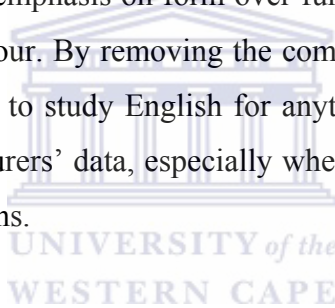 emphasis on form over fu
our. By removing the com
to study English for anyt
urers' data, especially whe
ns.
UNIVERSITY of the
WESTERN CAPE